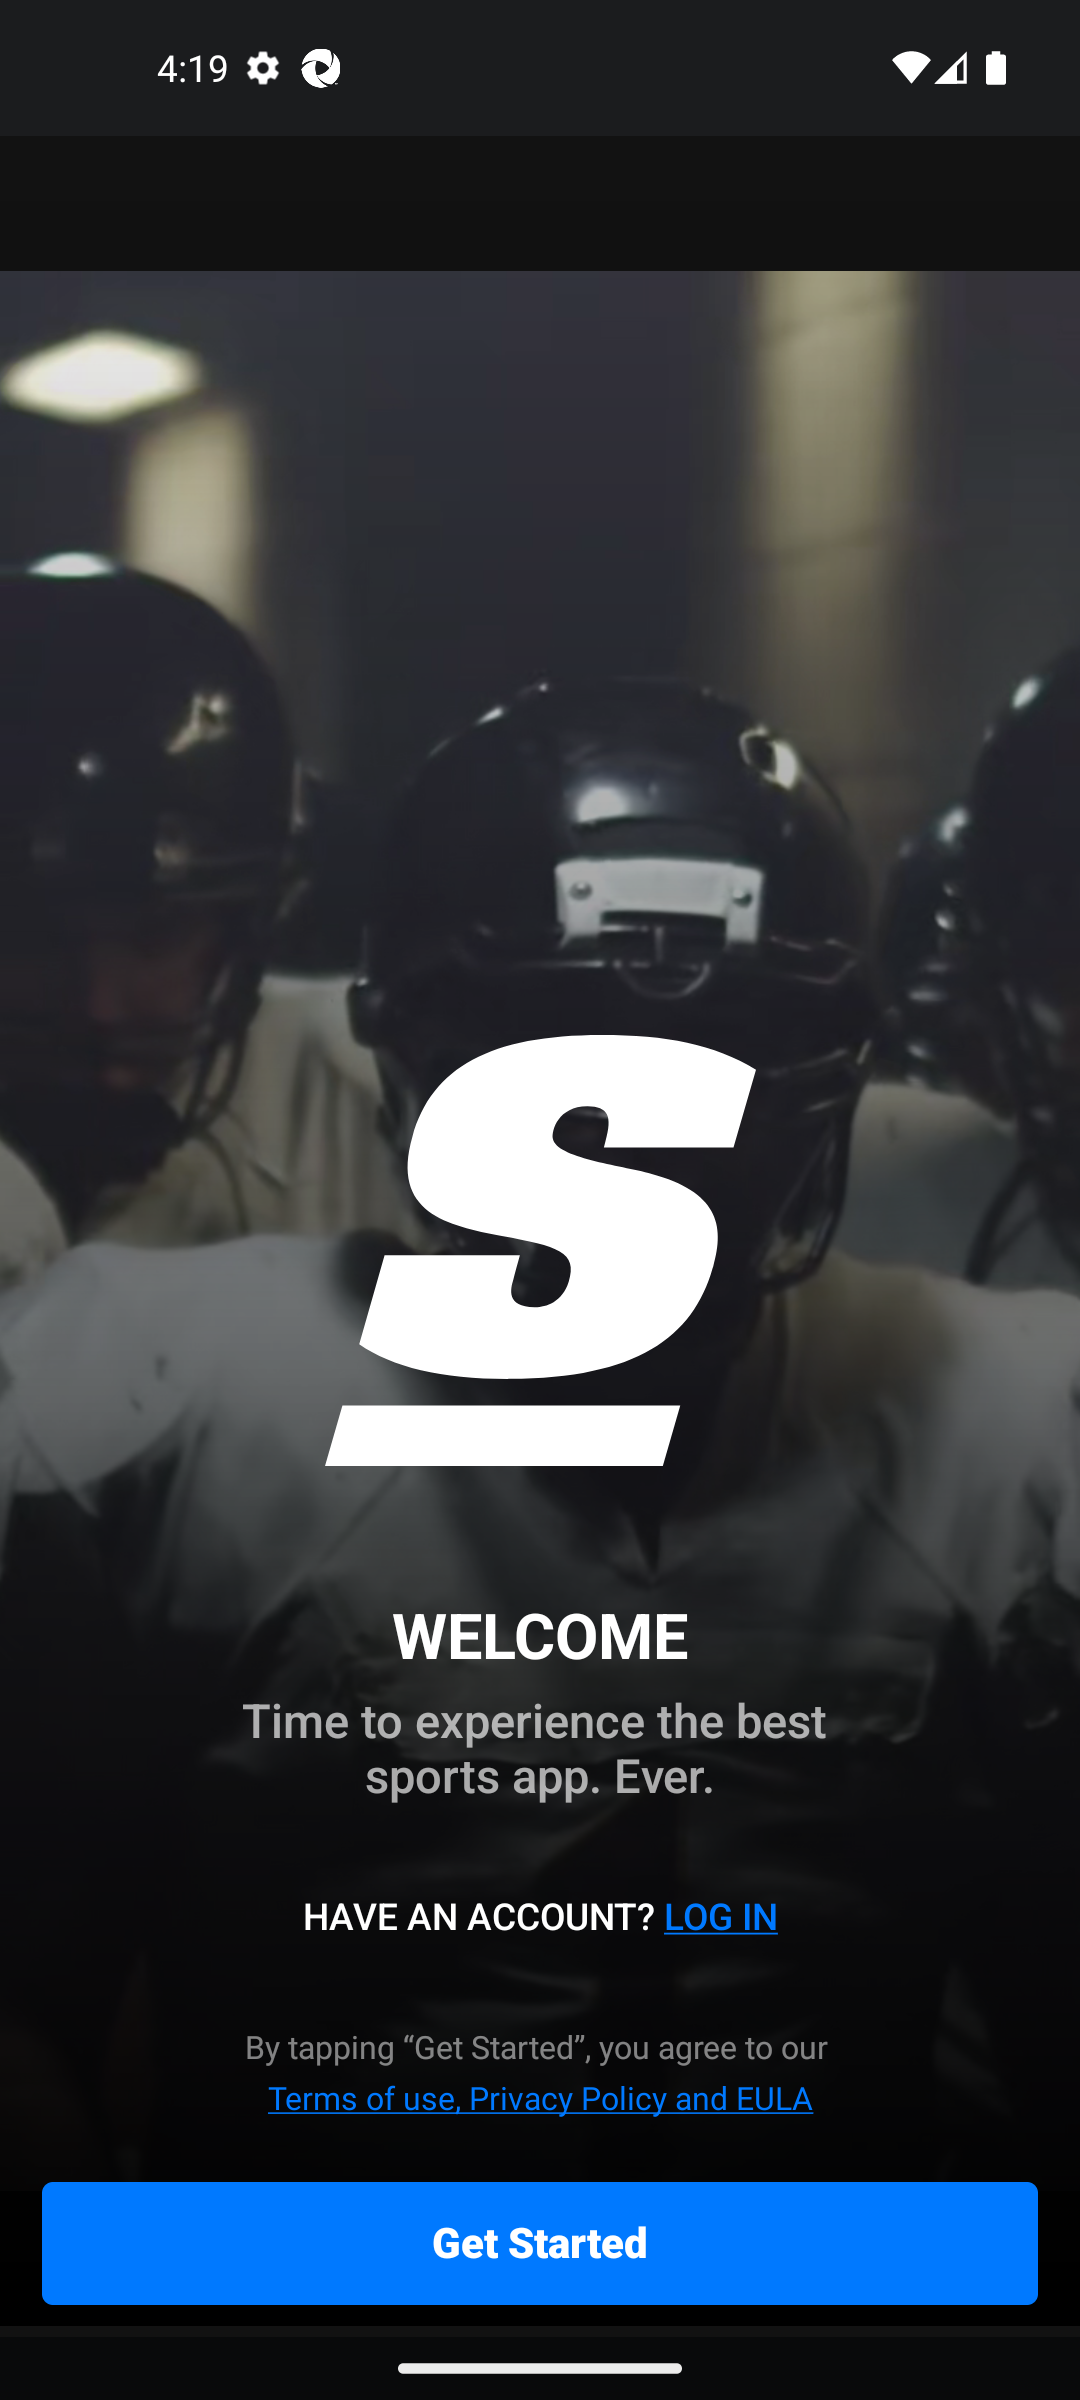 4:19
S
WELCOME
Time to experience the best
sports app. Ever.
HAVE AN ACCOUNT? LOG IN
By tapping “Get Started”, you agree to our
Terms of use, Privacy Policy and EULA
Get Started